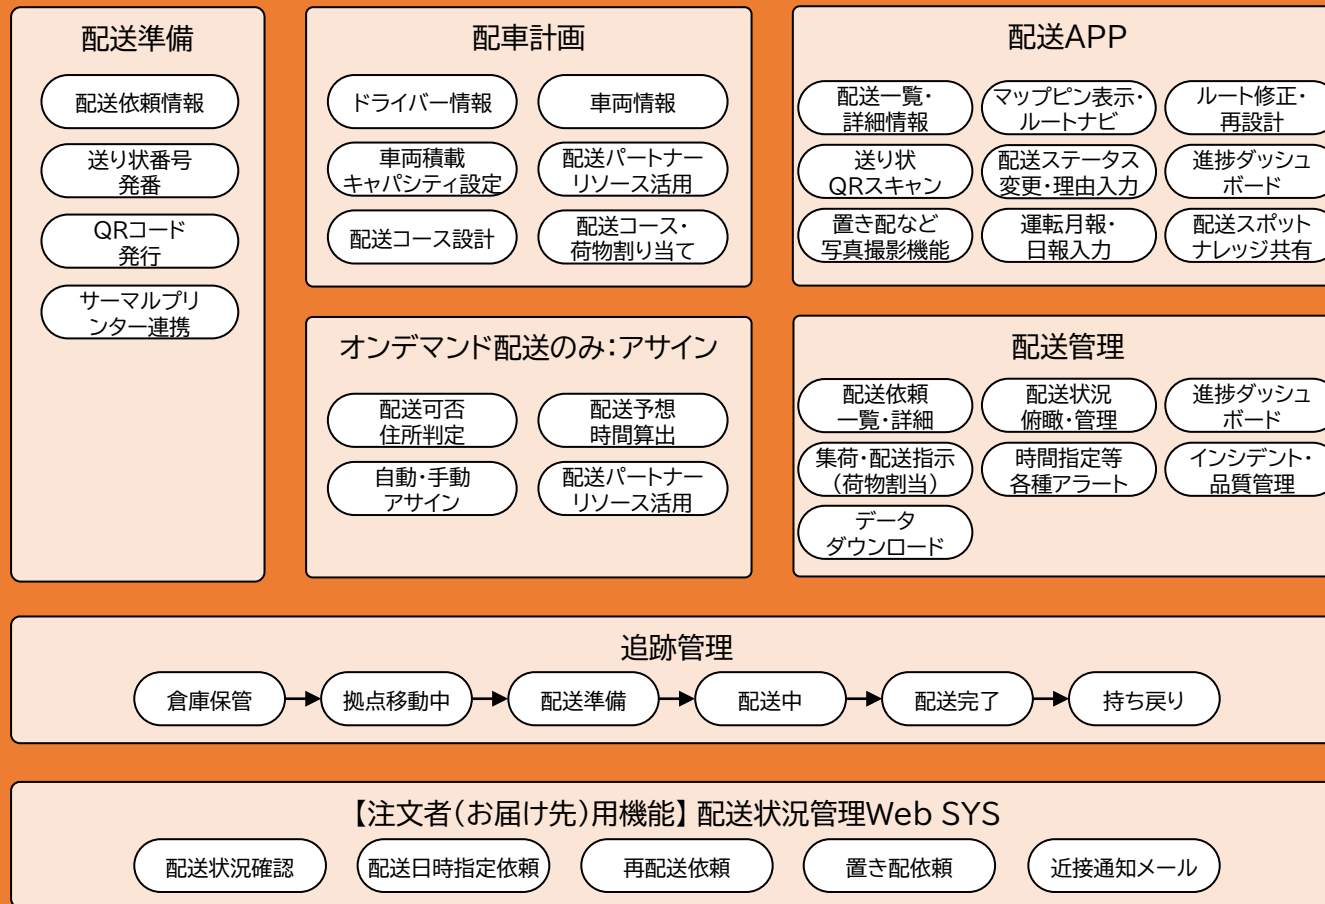 配送準備
配送依頼情報
送り状番号
発番
QRコード
発行
サーマルプリ
ンター連携
配車計画
ドライバー情報
車両情報
車両積載
キャパシティ設定
配送パートナー
リソース活用
配送コース設計
配送コース・
荷物割り当て
配送APP
配送一覧・
詳細情報
マップピン表示・
ルートナビ
ルート修正・
再設計
送り状
QRスキャン
配送ステータス
変更・理由入力
進捗ダッシュ
ボード
置き配など
写真撮影機能
運転月報・
日報入力
配送スポット
ナレッジ共有
オンデマンド配送のみ：アサイン
配送可否
住所判定
配送予想
時間算出
自動・手動
アサイン
配送パートナー
リソース活用
配送管理
配送依頼
一覧・詳細
配送状況
俯瞰・管理
進捗ダッシュ
ボード
集荷・配送指示
（荷物割当）
時間指定等
各種アラート
インシデント・
品質管理
データ
ダウンロード
追跡管理
倉庫保管
拠点移動中
配送準備
配送中
配送完了
持ち戻り
【注文者（お届け先）用機能】配送状況管理Web SYS
配送状況確認
配送日時指定依頼
再配送依頼
置き配依頼
近接通知メール